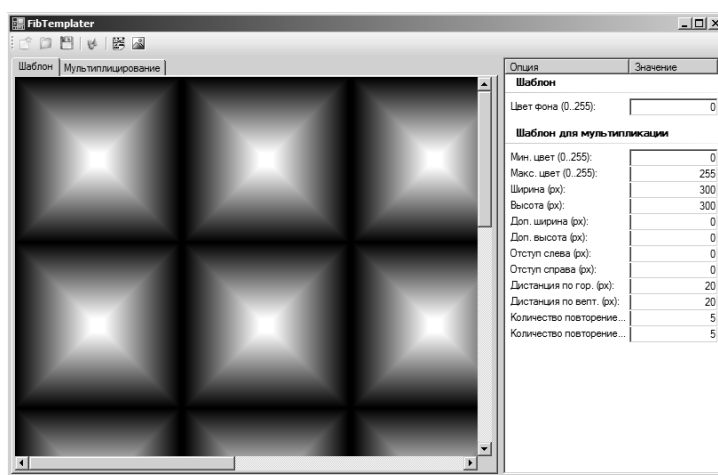 FibTemplater
Шаблон Мультиплицирование
Опция Значение
Шаблон
Цвет фона (0..255): 0
Шаблон для мультипликации
Мин. цвет (0..255): 0
Макс. цвет (0..255): 255
Ширина (px): 300
Высота (px): 300
Доп. ширина (px): 0
Доп. высота (px): 0
Отступ слева (px): 0
Отступ справа (px): 0
Дистанция по гор. (px): 20
Дистанция по вепт. (px): 20
Количество повторение... 5
Количество повторение... 5